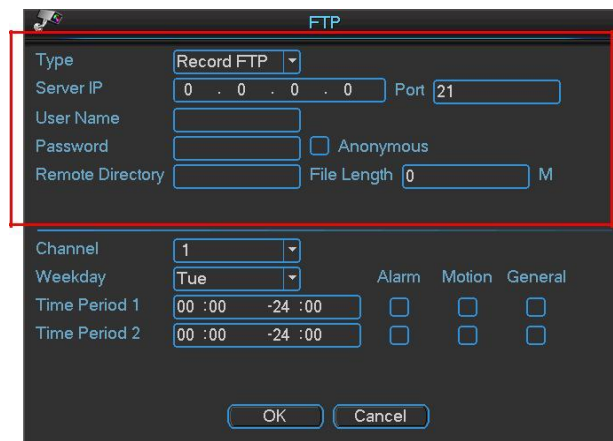 FTP
Type Record FTP
Server IP 0 . 0 . 0 . 0 Port 21
User Name
Password Anonymous
Remote Directory File Length 0 M
Channel 1
Weekday Tue Alarm Motion General
Time Period 1 00 :00 -24 :00
Time Period 2 00 :00 -24 :00
OK Cancel